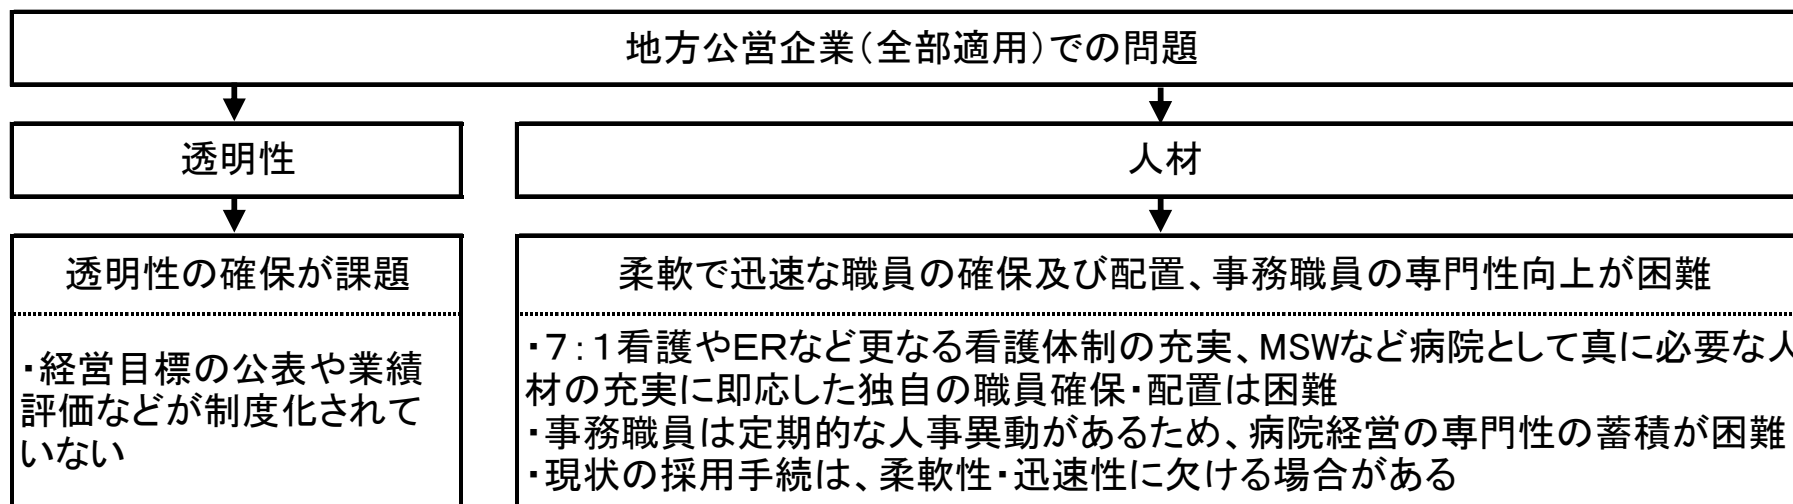 地方公営企業(全部適用)での問題
透明性
人材
透明性の確保が課題
・経営目標の公表や業績
評価などが制度化されて
いない
柔軟で迅速な職員の確保及び配置、事務職員の専門性向上が困難
・7:1看護やERなど更なる看護体制の充実、MSWなど病院として真に必要な人
材の充実に即応した独自の職員確保・配置は困難
・事務職員は定期的な人事異動があるため、病院経営の専門性の蓄積が困難
・現状の採用手続は、柔軟性・迅速性に欠ける場合がある